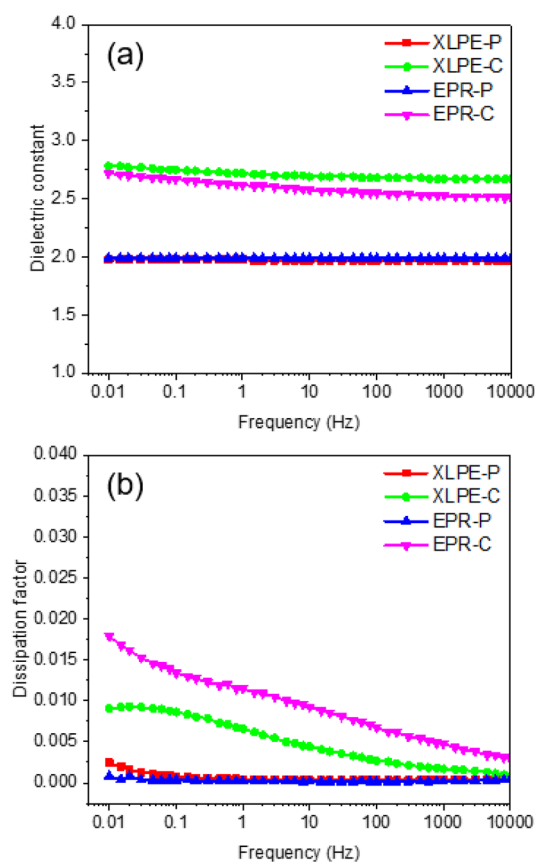 (a)
XLPE-P
XLPE-C
EPR-P
EPR-C
4.0
3.5
3.0
2.5
2.0
1.5
1.0
Dielectric constant
0.01 0.1 1 10 100 1000 10000
Frequency (Hz)
(b)
XLPE-P
XLPE-C
EPR-P
EPR-C
0.040
0.035
0.030
0.025
0.020
0.015
0.010
0.005
0.000
Dissipation factor
0.01 0.1 1 10 100 1000 10000
Frequency (Hz)